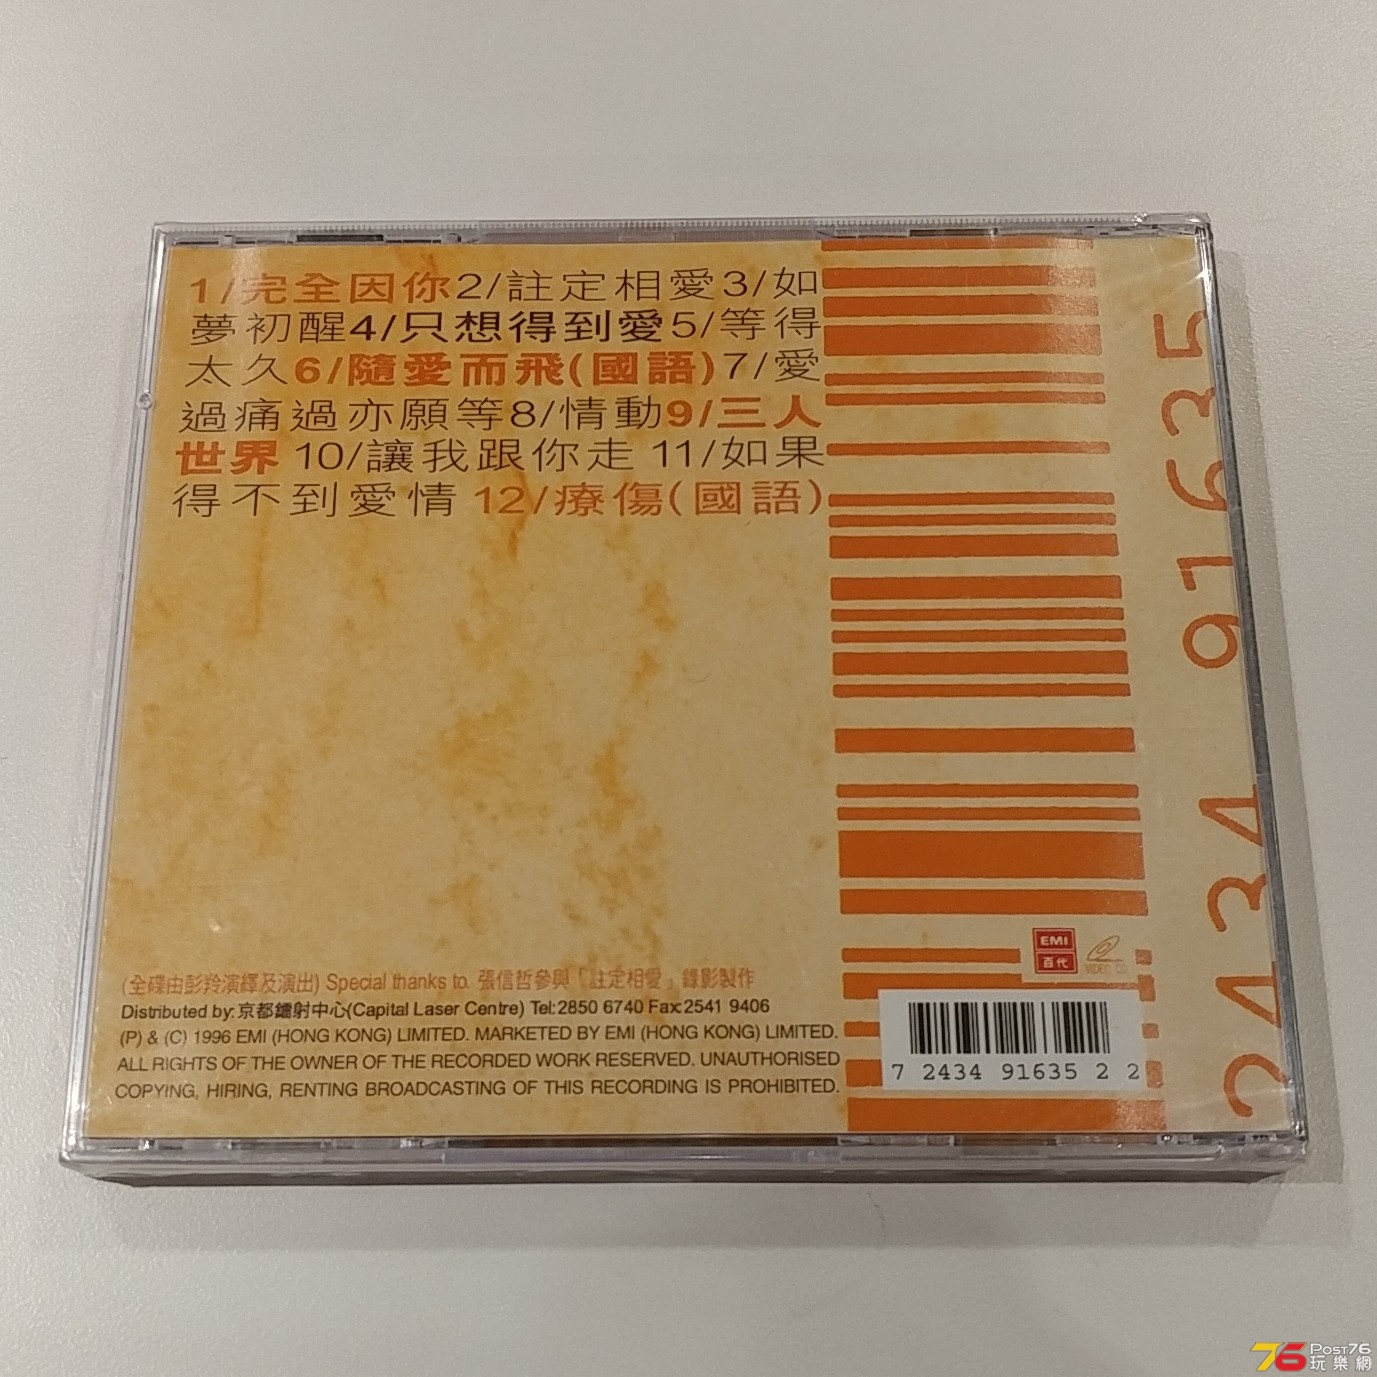 1/完全因你2/註定相愛3/如
夢初醒4/只想得到愛5/等得
太久6/隨愛而飛(國語)7/愛
過痛過亦願等8/情動9/三人
世界 10/讓我跟你走 11/如果
得不到愛情 12/療傷(國語)
2434 91635
EMI
百代
VIDEO CD
(全碟由彭羚演繹及演出) Special thanks to. 張信哲參與「註定相愛」錄影製作
Distributed by:京都鐳射中心(Capital Laser Centre) Tel:2850 6740 Fax:2541 9406
(P) & (C) 1996 EMI (HONG KONG) LIMITED. MARKETED BY EMI (HONG KONG) LIMITED.
ALL RIGHTS OF THE OWNER OF THE RECORDED WORK RESERVED. UNAUTHORISED
COPYING, HIRING, RENTING BROADCASTING OF THIS RECORDING IS PROHIBITED.
7 2434 91635 2 2
76 Post76
玩樂網